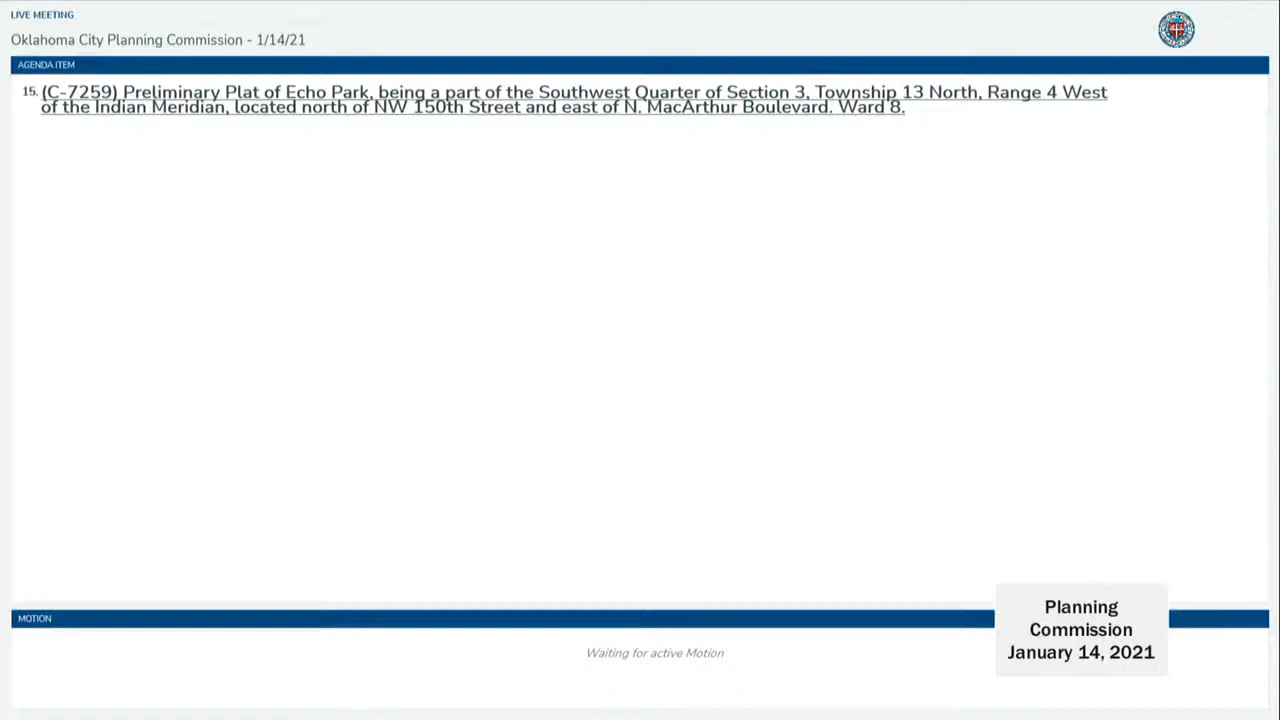 LIVE MEETING
Oklahoma City Planning Commission - 1/14/21
AGENDA ITEM
15. (C-7259) Preliminary Plat of Echo Park, being a part of the Southwest Quarter of Section 3, Township 13 North, Range 4 West
of the Indian Meridian, located north of NW 150th Street and east of N. MacArthur Boulevard. Ward 8.
MOTION
Waiting for active Motion
Planning
Commission
January 14, 2021